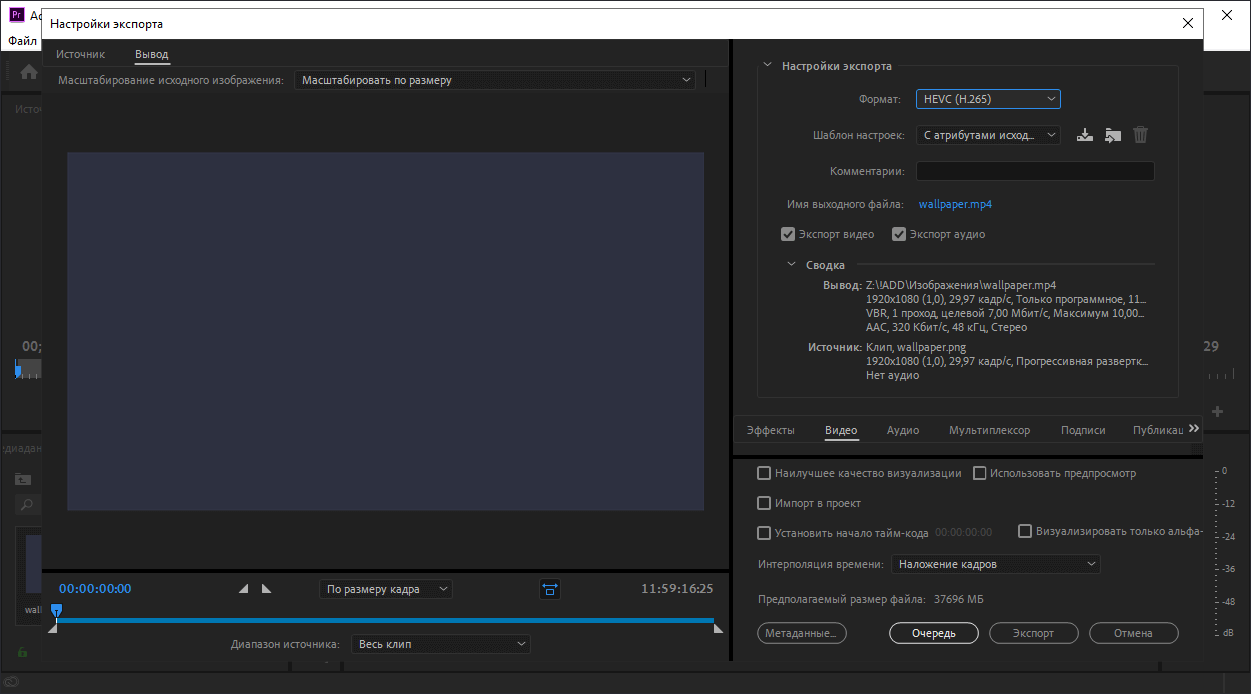 Pr
Настройки экспорта
Файл
Источник Вывод
Масштабирование исходного изображения: Масштабировать по размеру
Настройки экспорта
Формат: HEVC (H.265)
Шаблон настроек: С атрибутами исход...
Комментарии:
Имя выходного файла: wallpaper.mp4
Экспорт видео Экспорт аудио
Сводка
Вывод: Z:\!ADD\Изображения\wallpaper.mp4
1920x1080 (1,0), 29,97 кадр/с, Только программное, 11...
VBR, 1 проход, целевой 7,00 Мбит/с, Максимум 10,00...
AAC, 320 Кбит/с, 48 кГц, Стерео
Источник: Клип, wallpaper.png
1920x1080 (1,0), 29,97 кадр/с, Прогрессивная развертк...
Нет аудио
00;
29
Эффекты Видео Аудио Мультиплексор Подписи Публикац
Наилучшее качество визуализации Использовать предпросмотр
Импорт в проект
Установить начало тайм-кода 00:00:00:00 Визуализировать только альфа-
Интерполяция времени: Наложение кадров
Предполагаемый размер файла: 37696 МБ
Метаданные... Очередь Экспорт Отмена
00:00:00:00 По размеру кадра 11:59:16:25
Диапазон источника: Весь клип
wall
0
-12
-24
-36
-48
dB